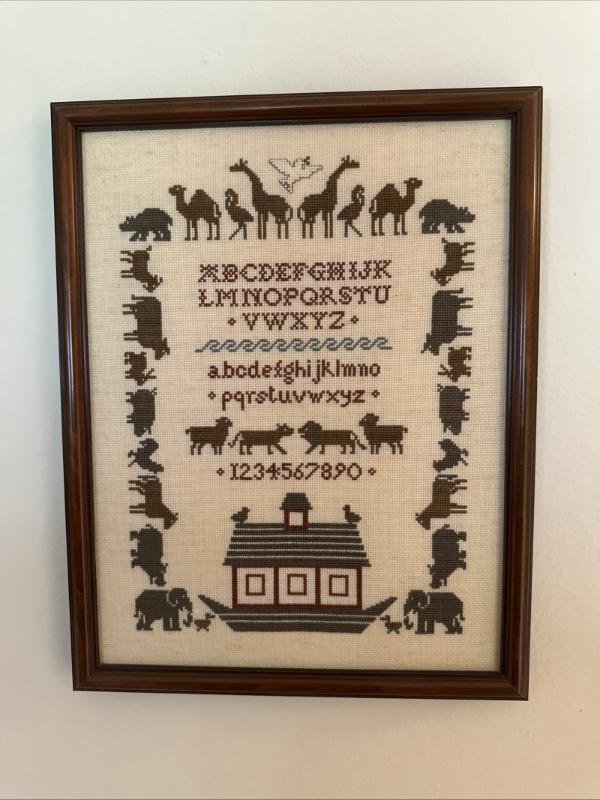 ABCDEFGHIJK
LMNOPQRSTU
VWXYZ
abcdefghijklmno
pqrstuvwxyz
1234567890